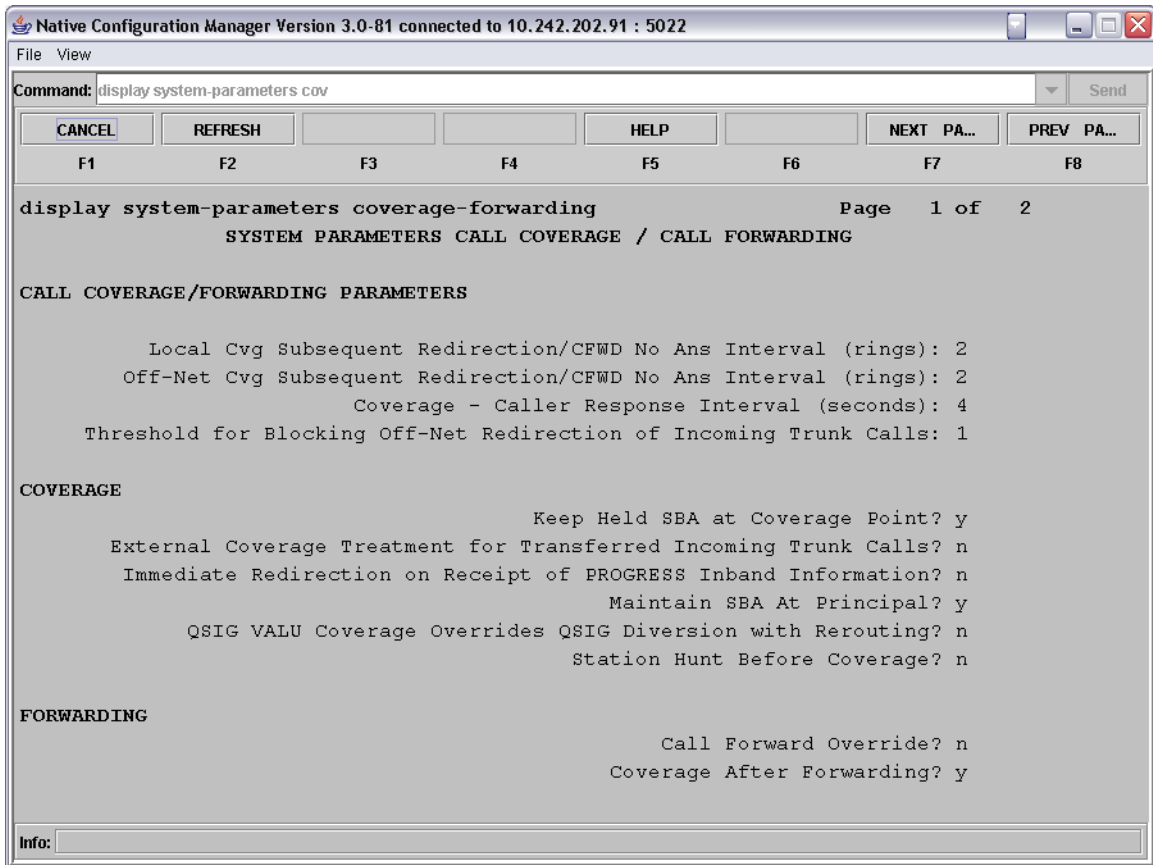 Native Configuration Manager Version 3.0-81 connected to 10.242.202.91 : 5022
File View
Command: display system-parameters cov Send
CANCEL REFRESH HELP NEXT PA... PREV PA...
F1 F2 F3 F4 F5 F6 F7 F8
display system-parameters coverage-forwarding Page 1 of 2
SYSTEM PARAMETERS CALL COVERAGE / CALL FORWARDING
CALL COVERAGE/FORWARDING PARAMETERS
Local Cvg Subsequent Redirection/CFWD No Ans Interval (rings): 2
Off-Net Cvg Subsequent Redirection/CFWD No Ans Interval (rings): 2
Coverage - Caller Response Interval (seconds): 4
Threshold for Blocking Off-Net Redirection of Incoming Trunk Calls: 1
COVERAGE
Keep Held SBA at Coverage Point? y
External Coverage Treatment for Transferred Incoming Trunk Calls? n
Immediate Redirection on Receipt of PROGRESS Inband Information? n
Maintain SBA At Principal? y
QSIG VALU Coverage Overrides QSIG Diversion with Rerouting? n
Station Hunt Before Coverage? n
FORWARDING
Call Forward Override? n
Coverage After Forwarding? y
Info: